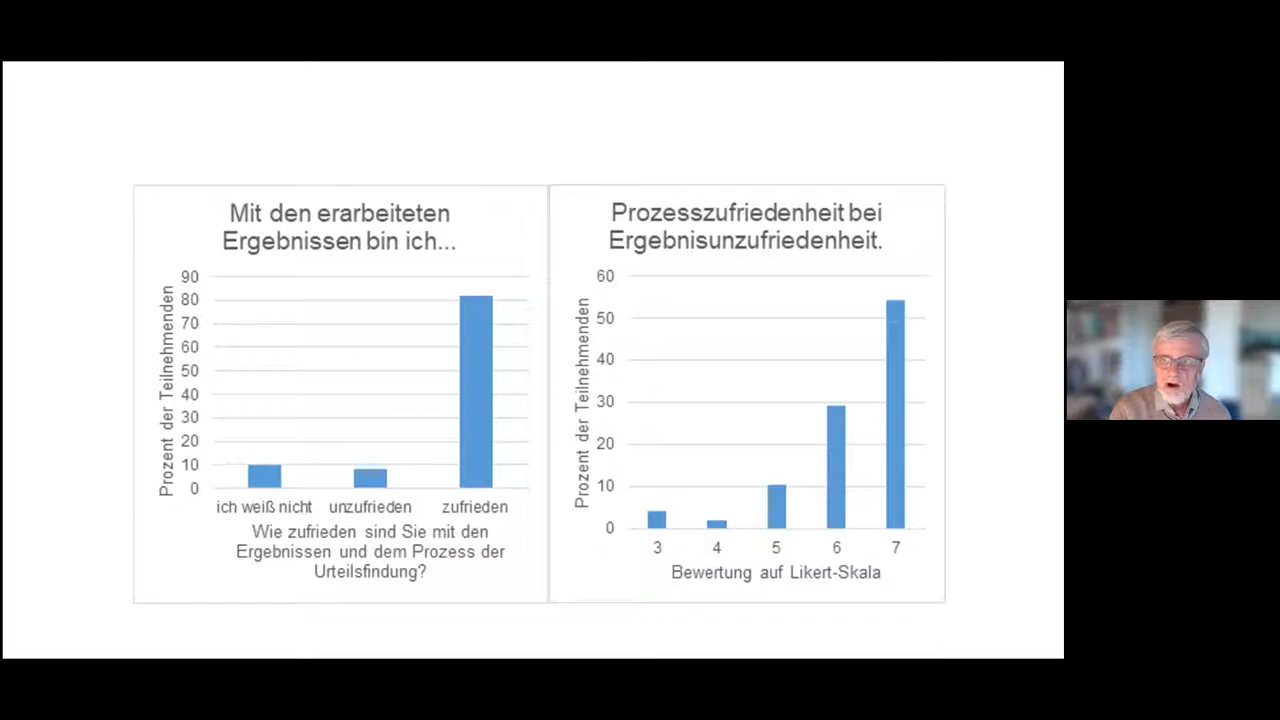 Mit den erarbeiteten
Ergebnissen bin ich...
Prozent der Teilnehmenden
90
80
70
60
50
40
30
20
10
0
ich weiß nicht unzufrieden zufrieden
Wie zufrieden sind Sie mit den
Ergebnissen und dem Prozess der
Urteilsfindung?
Prozesszufriedenheit bei
Ergebnisunzufriedenheit.
Prozent der Teilnehmenden
60
50
40
30
20
10
0
3 4 5 6 7
Bewertung auf Likert-Skala